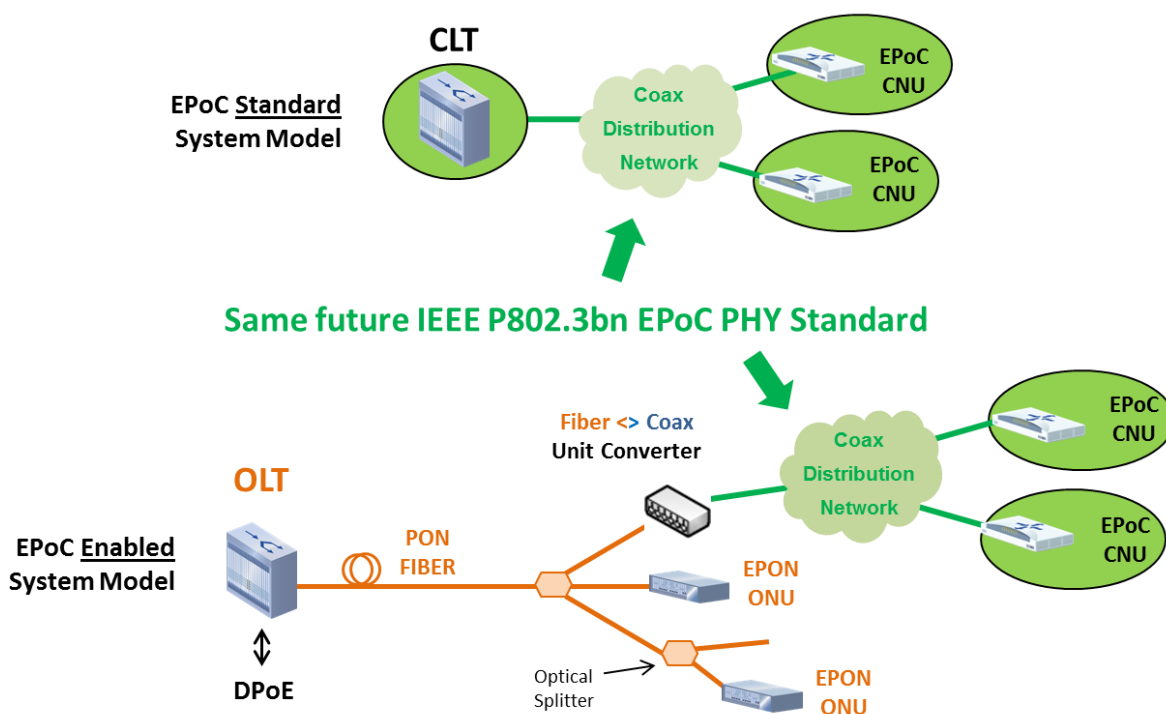 CLT
EPoC Standard
System Model
Coax
Distribution
Network
EPoC
CNU
EPoC
CNU
Same future IEEE P802.3bn EPoC PHY Standard
Fiber <> Coax
Unit Converter
Coax
Distribution
Network
EPoC
CNU
EPoC
CNU
OLT
EPoC Enabled
System Model
PON
FIBER
EPON
ONU
DPoE
Optical
Splitter
EPON
ONU